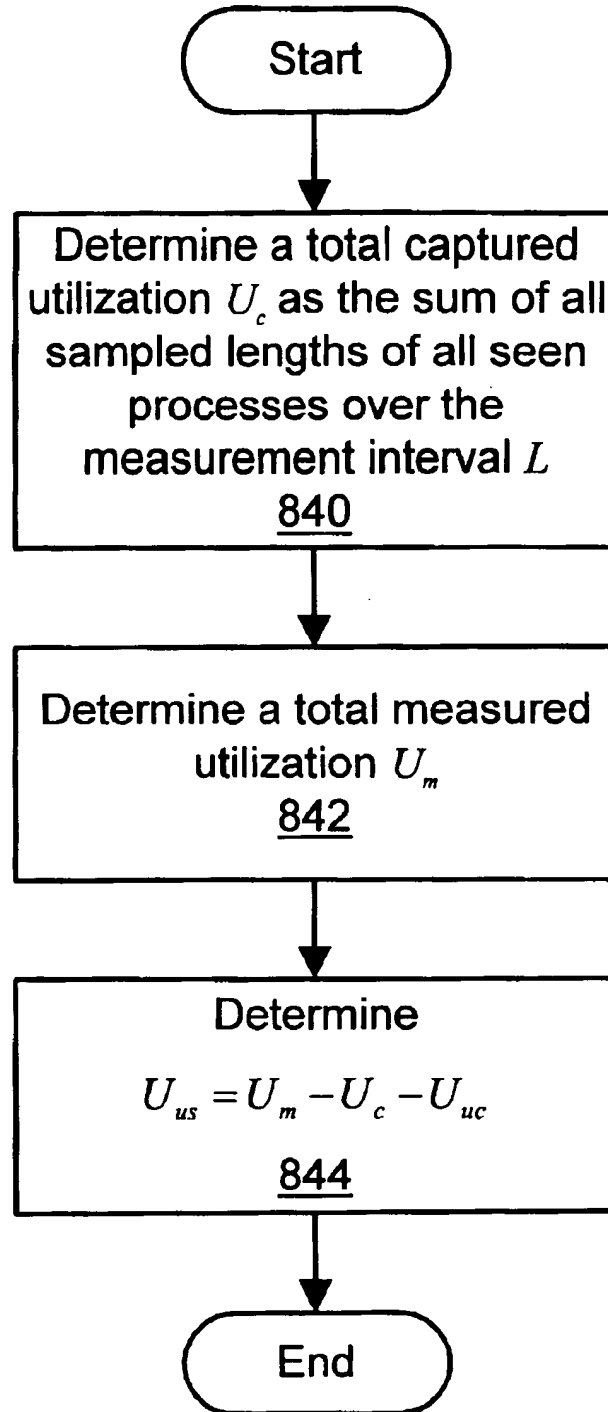 Start
Determine a total captured
utilization U_c as the sum of all
sampled lengths of all seen
processes over the
measurement interval L
840
Determine a total measured
utilization U_m
842
Determine
U_us = U_m − U_c − U_uc
844
End